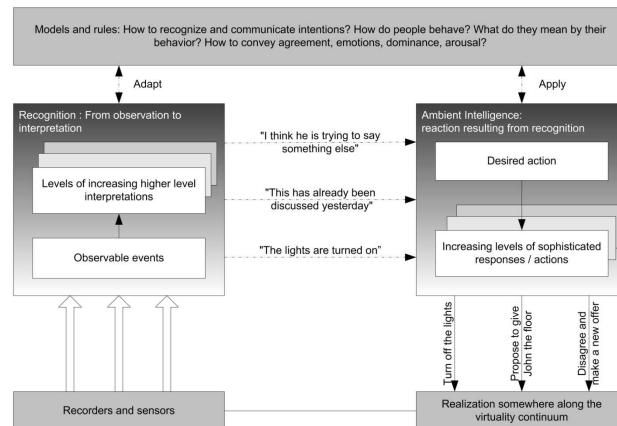 Models and rules: How to recognize and communicate intentions? How do people behave? What do they mean by their
behavior? How to convey agreement, emotions, dominance, arousal?
Adapt
Apply
Recognition : From observation to
interpretation
Levels of increasing higher level
interpretations
Observable events
"I think he is trying to say
something else"
"This has already been
discussed yesterday"
"The lights are turned on"
Ambient Intelligence:
reaction resulting from recognition
Desired action
Increasing levels of sophisticated
responses / actions
Turn off the lights
Propose to give
John the floor
Disagree and
make a new offer
Recorders and sensors
Realization somewhere along the
virtuality continuum